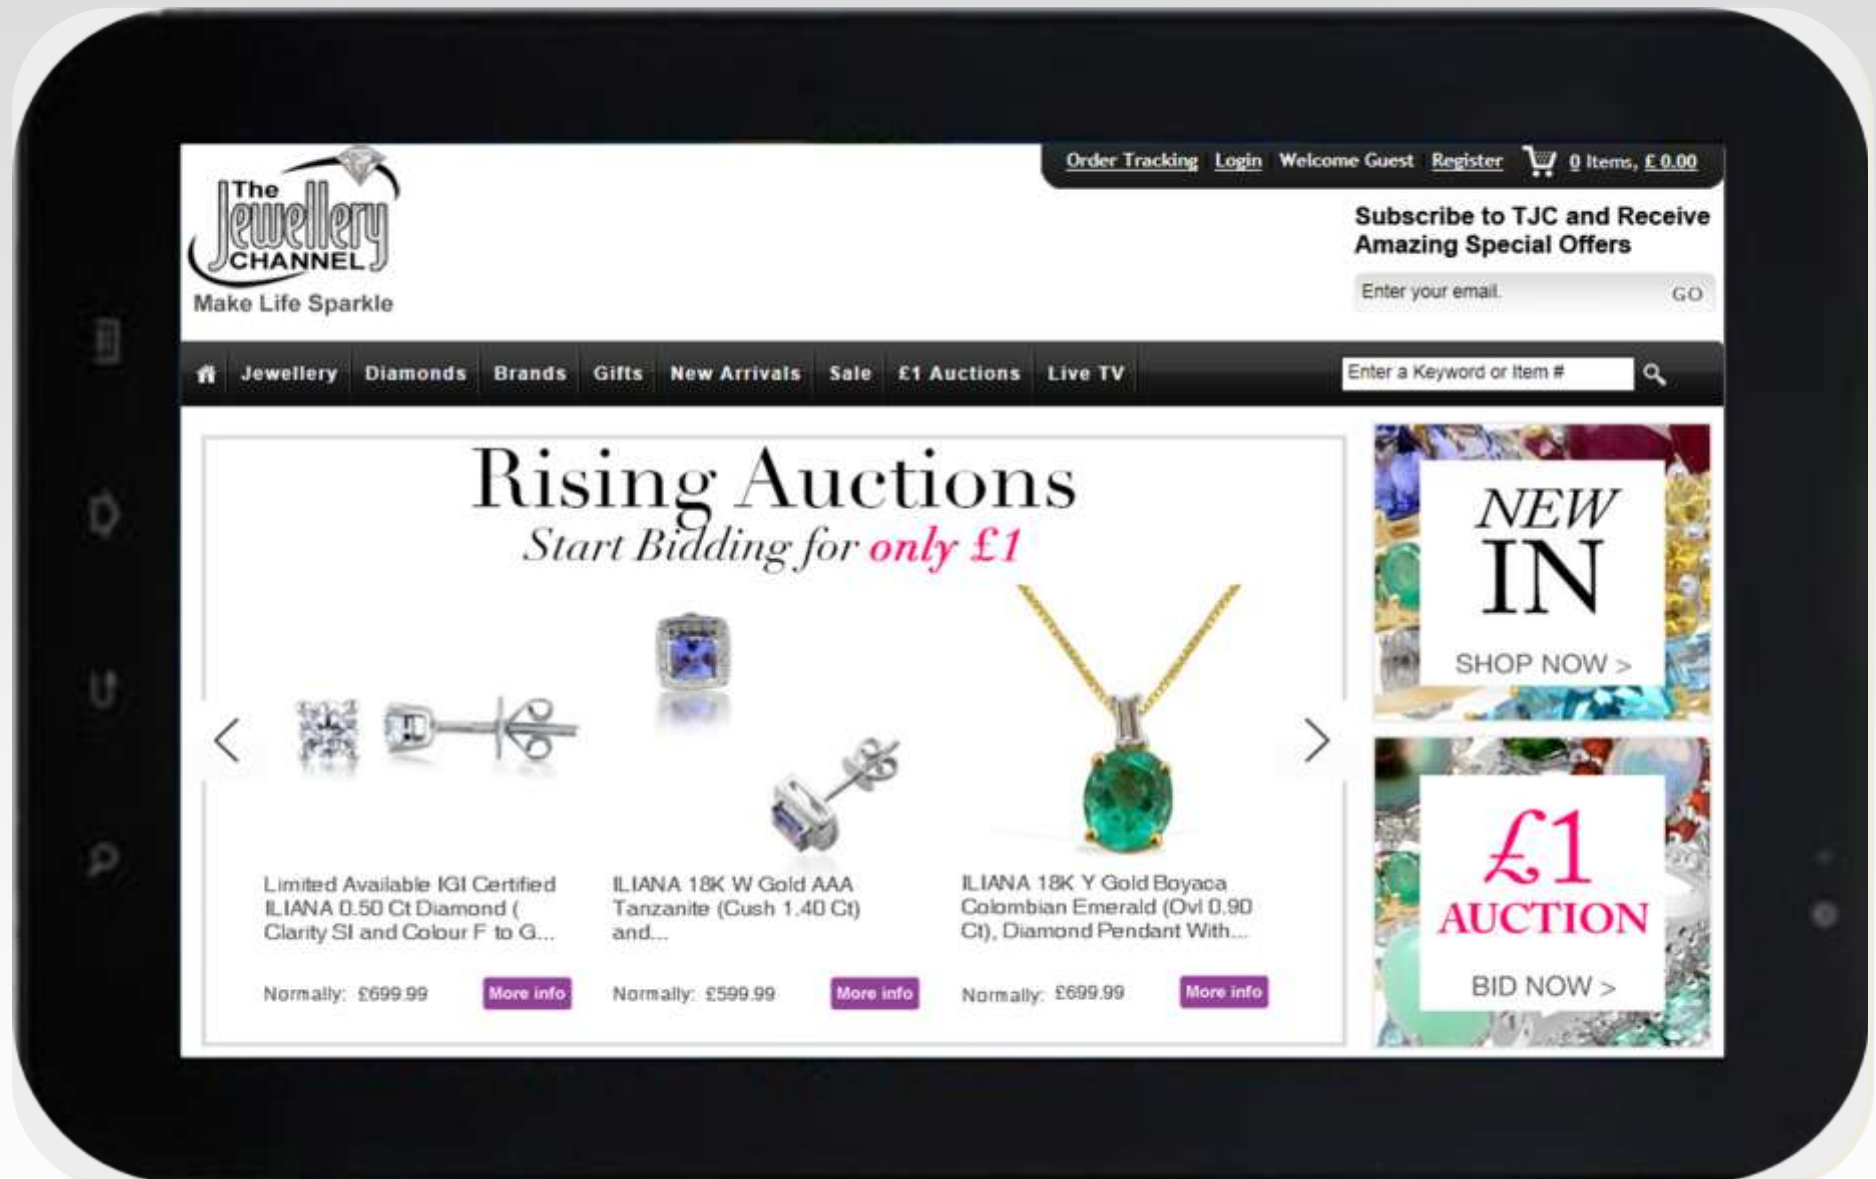 The
Jewellery
CHANNEL
Make Life Sparkle
Order Tracking Login Welcome Guest Register 0 Items, £ 0.00
Subscribe to TJC and Receive
Amazing Special Offers
Enter your email. GO
Jewellery Diamonds Brands Gifts New Arrivals Sale £1 Auctions Live TV
Enter a Keyword or Item #
Rising Auctions
Start Bidding for only £1
Limited Available IGI Certified
ILIANA 0.50 Ct Diamond (
Clarity SI and Colour F to G...
Normally: £699.99 More info
ILIANA 18K W Gold AAA
Tanzanite (Cush 1.40 Ct)
and...
Normally: £599.99 More info
ILIANA 18K Y Gold Boyaca
Colombian Emerald (Ovl 0.90
Ct), Diamond Pendant With...
Normally: £699.99 More info
NEW
IN
SHOP NOW >
£1
AUCTION
BID NOW >